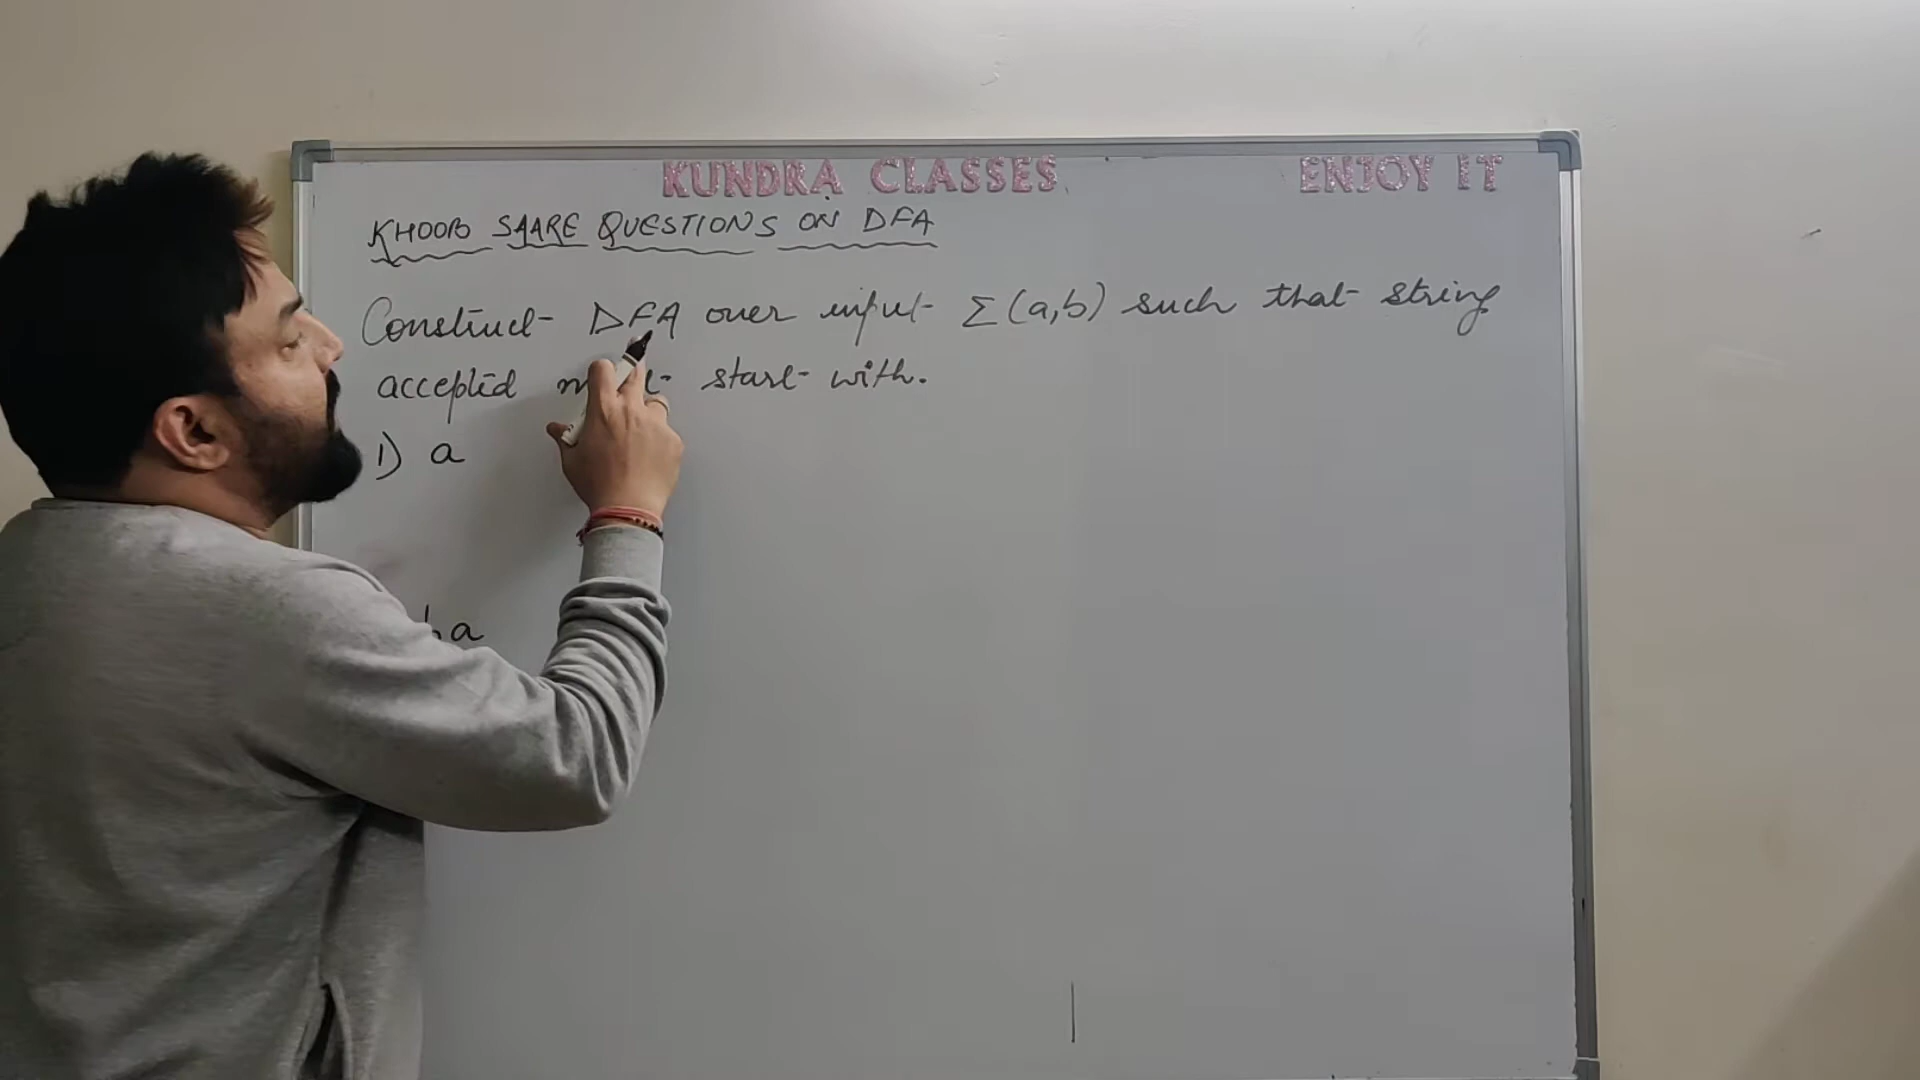 KUNDRA CLASSES ENJOY IT
KHOOB SAARE QUESTIONS ON DFA
Construct DFA over input Σ (a,b) such that string
accepted start with.
1) a
ba